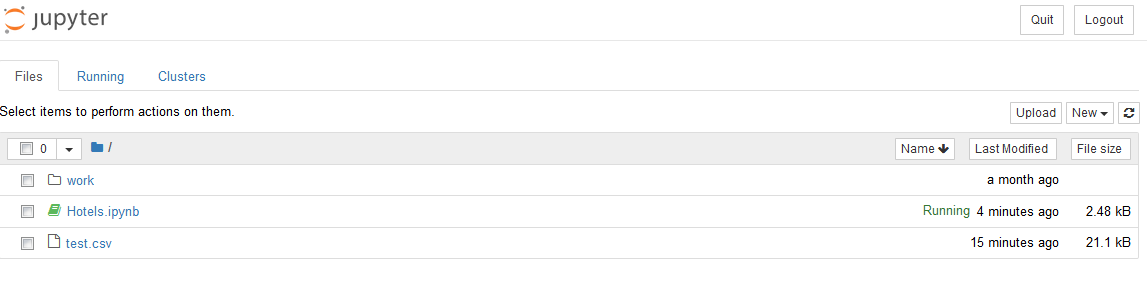 jupyter Quit Logout
Files Running Clusters
Select items to perform actions on them. Upload New
0 / Name Last Modified File size
work a month ago
Hotels.ipynb Running 4 minutes ago 2.48 kB
test.csv 15 minutes ago 21.1 kB